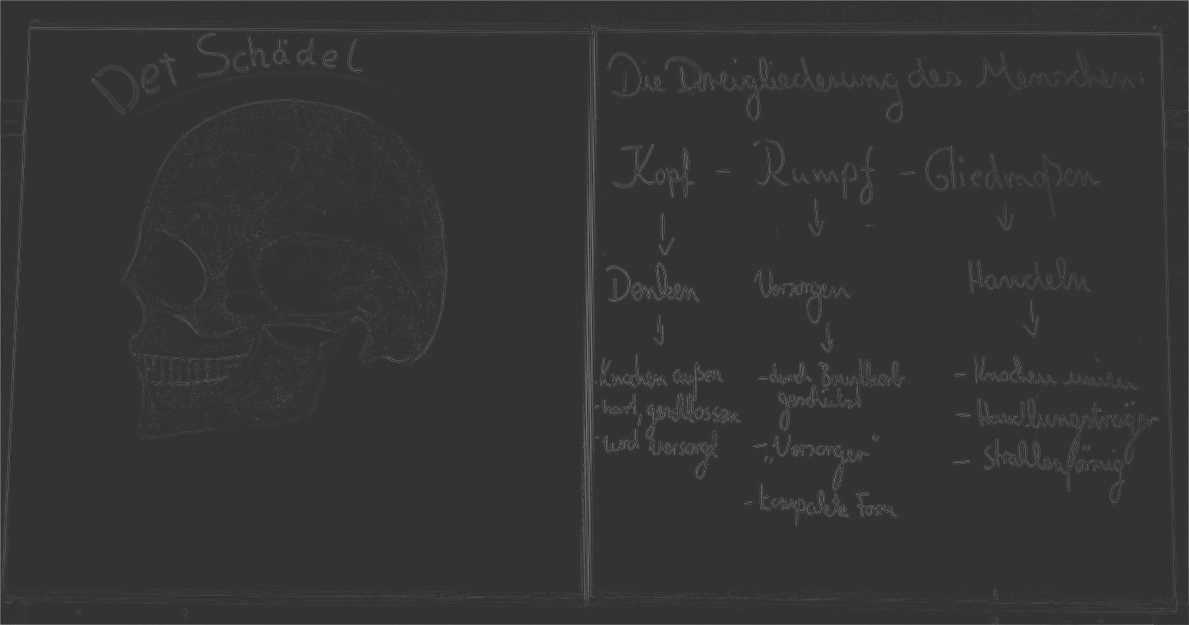 Der Schädel
Die Dreigliederung des Menschen:
Kopf - Rumpf - Gliedmaßen
↓ ↓ ↓
Denken Versorgen Handeln
↓ ↓ ↓
- Knochen außen
- hart, geschlossen
- wird versorgt
- durch Brustkorb
geschützt
- „Versorger“
- kompakte Form
- Knochen innen
- Handlungsträger
- strahlenförmig